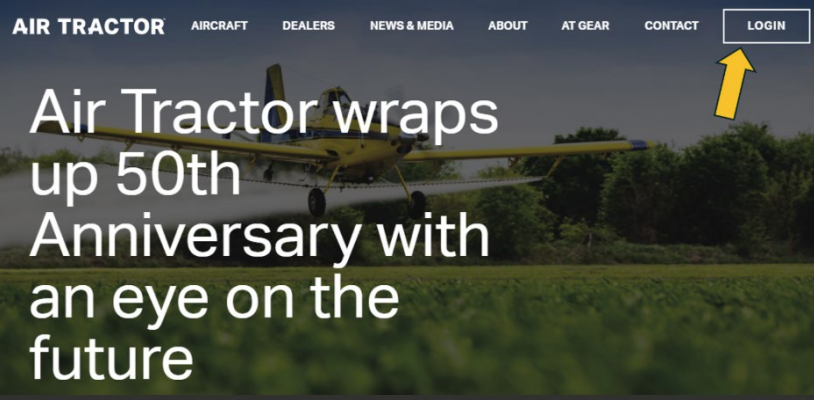 AIR TRACTOR AIRCRAFT DEALERS NEWS & MEDIA ABOUT AT GEAR CONTACT LOGIN
Air Tractor wraps
up 50th
Anniversary with
an eye on the
future